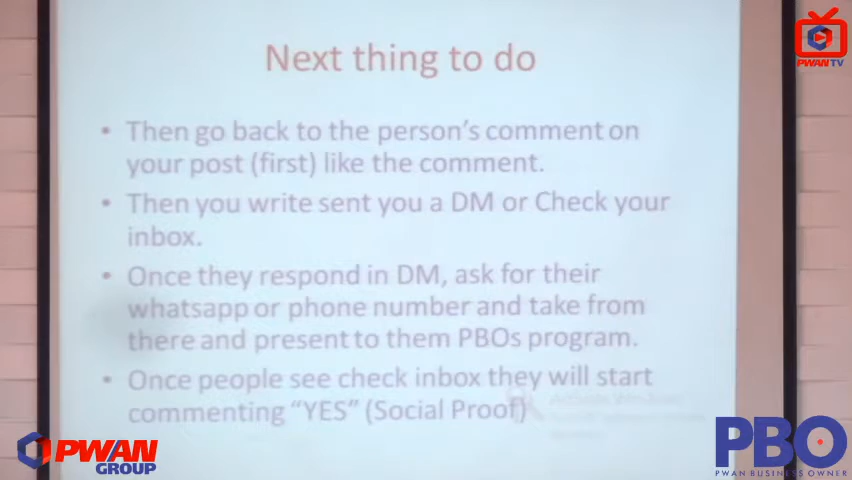 PWAN TV
Next thing to do
• Then go back to the person's comment on
your post (first) like the comment.
• Then you write sent you a DM or Check your
inbox.
• Once they respond in DM, ask for their
whatsapp or phone number and take from
there and present to them PBOs program.
• Once people see check inbox they will start
commenting "YES" (Social Proof)
PWAN
GROUP
PBO
PWAN BUSINESS OWNER